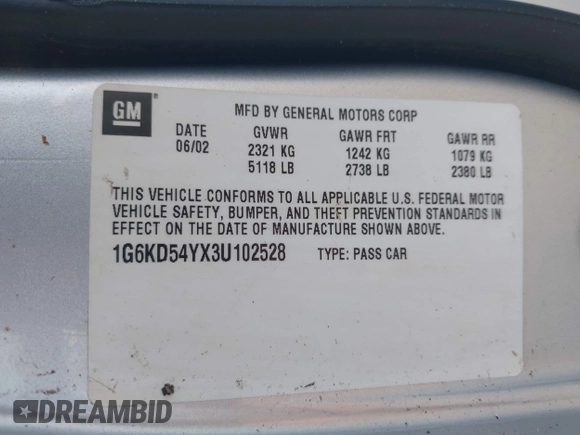 GM
MFD BY GENERAL MOTORS CORP
DATE GVWR GAWR FRT GAWR RR
06/02 2321 KG 1242 KG 1079 KG
5118 LB 2738 LB 2380 LB
THIS VEHICLE CONFORMS TO ALL APPLICABLE U.S. FEDERAL MOTOR
VEHICLE SAFETY, BUMPER, AND THEFT PREVENTION STANDARDS IN
EFFECT ON THE DATE OF MANUFACTURE SHOWN ABOVE.
1G6KD54YX3U102528 TYPE: PASS CAR
DREAMBID